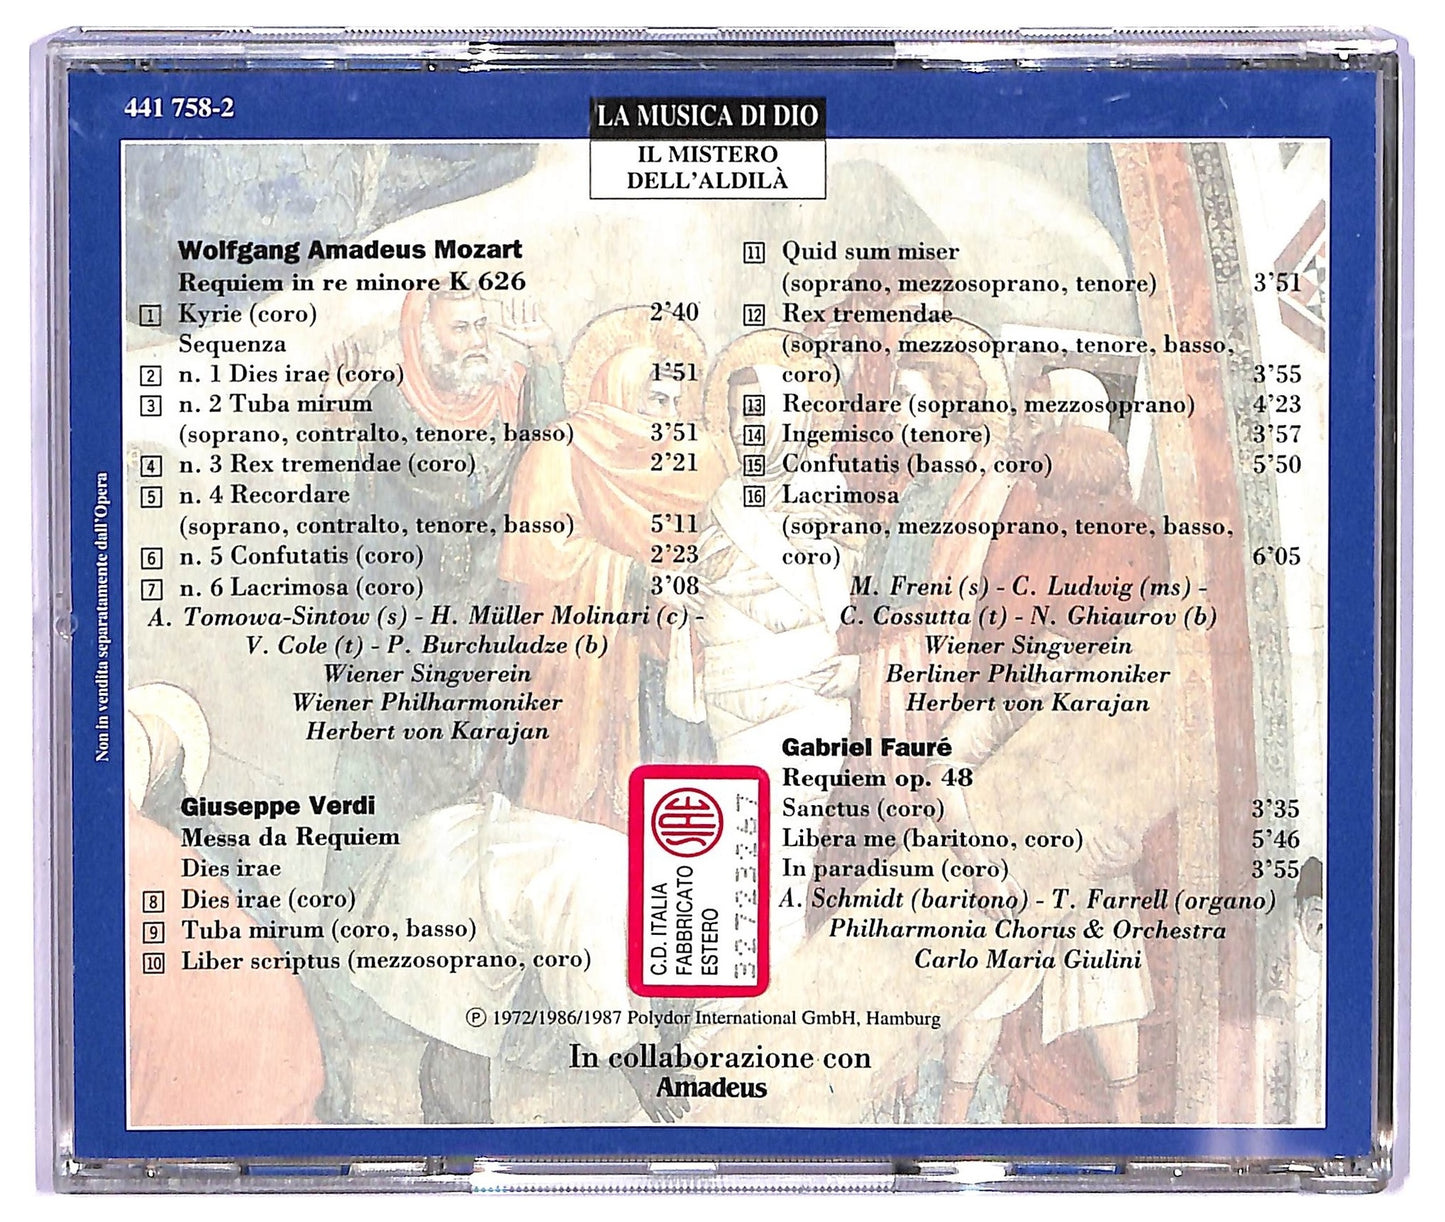 441 758-2
LA MUSICA DI DIO
IL MISTERO
DELL'ALDILÀ
Wolfgang Amadeus Mozart
Requiem in re minore K 626
1 Kyrie (coro) 2'40
Sequenza
2 n. 1 Dies irae (coro) 1'51
3 n. 2 Tuba mirum
(soprano, contralto, tenore, basso) 3'51
4 n. 3 Rex tremendae (coro) 2'21
5 n. 4 Recordare
(soprano, contralto, tenore, basso) 5'11
6 n. 5 Confutatis (coro) 2'23
7 n. 6 Lacrimosa (coro) 3'08
A. Tomowa-Sintow (s) - H. Müller Molinari (c) -
V. Cole (t) - P. Burchuladze (b)
Wiener Singverein
Wiener Philharmoniker
Herbert von Karajan
Giuseppe Verdi
Messa da Requiem
Dies irae
8 Dies irae (coro)
9 Tuba mirum (coro, basso)
10 Liber scriptus (mezzosoprano, coro)
11 Quid sum miser
(soprano, mezzosoprano, tenore) 3'51
12 Rex tremendae
(soprano, mezzosoprano, tenore, basso,
coro) 3'55
13 Recordare (soprano, mezzosoprano) 4'23
14 Ingemisco (tenore) 3'57
15 Confutatis (basso, coro) 5'50
16 Lacrimosa
(soprano, mezzosoprano, tenore, basso,
coro) 6'05
M. Freni (s) - C. Ludwig (ms) -
C. Cossutta (t) - N. Ghiaurov (b)
Wiener Singverein
Berliner Philharmoniker
Herbert von Karajan
Gabriel Fauré
Requiem op. 48
Sanctus (coro) 3'35
Libera me (baritono, coro) 5'46
In paradisum (coro) 3'55
A. Schmidt (baritono) - T. Farrell (organo)
Philharmonia Chorus & Orchestra
Carlo Maria Giulini
SIAE
C.D. ITALIA
FABBRICATO
ESTERO
Ⓟ 1972/1986/1987 Polydor International GmbH, Hamburg
In collaborazione con
Amadeus
Non in vendita separatamente dall'Opera